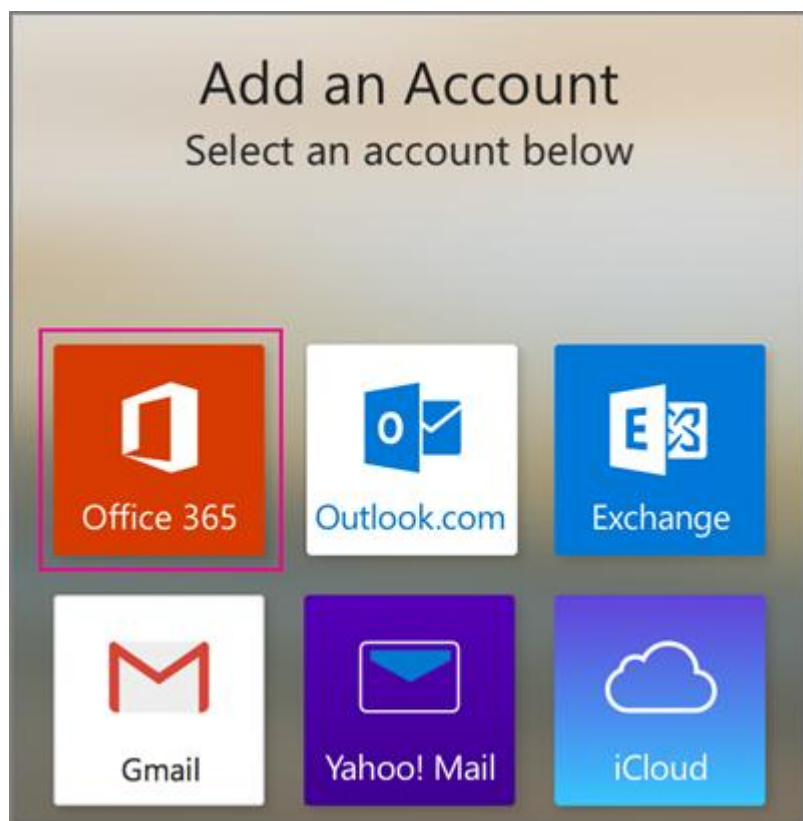 Add an Account
Select an account below
O
E
Office 365
Outlook.com
Exchange
Gmail
Yahoo! Mail
iCloud